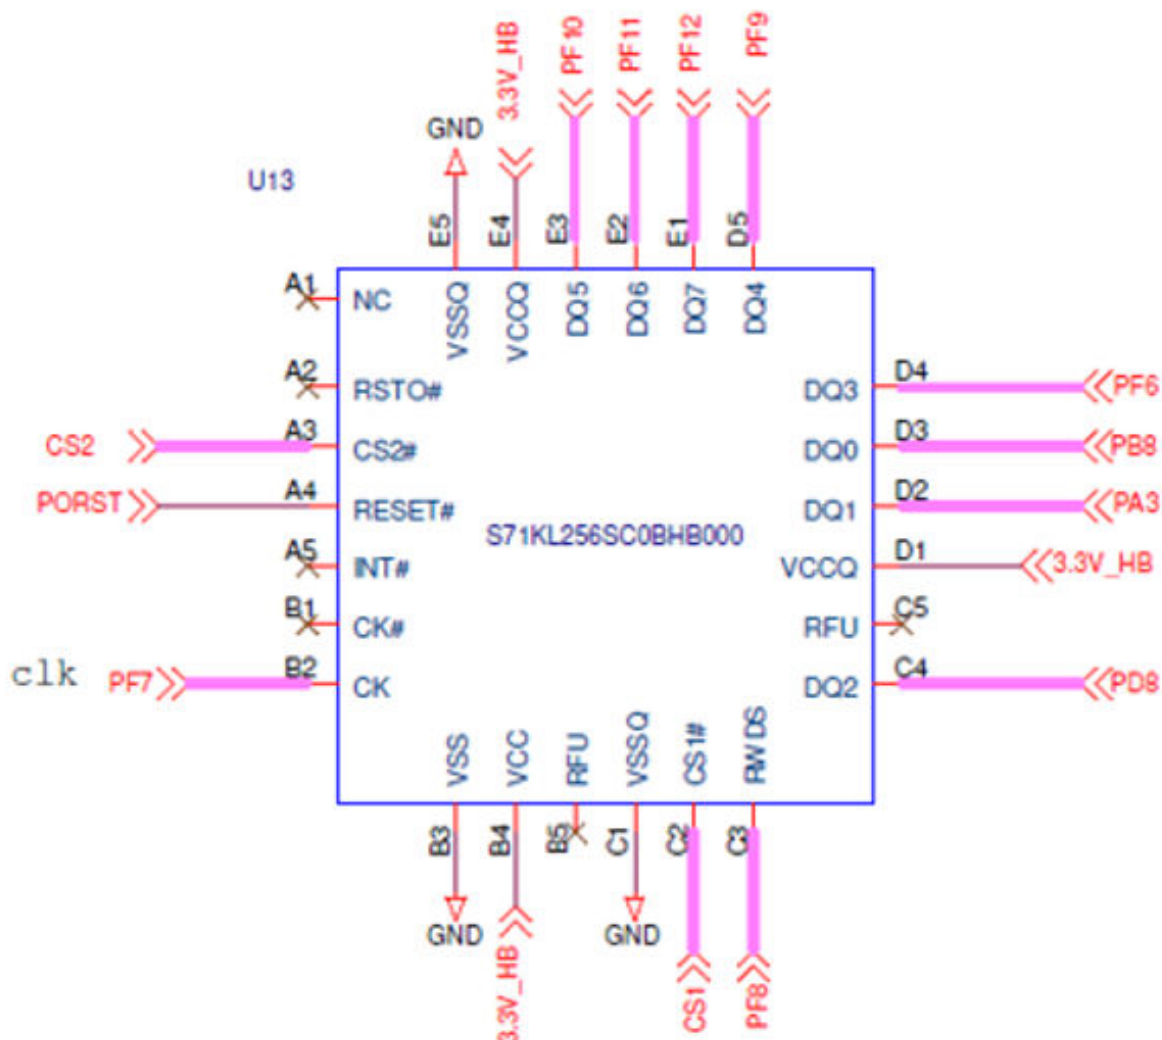 3.3V_HB
PF10
PF11
PF12
PF9
GND
U13
E5
E4
E3
E2
E1
D5
VSSQ
VCCQ
DQ5
DQ6
DQ7
DQ4
A1 NC
A2 RSTO#
CS2 A3 CS2#
PORST A4 RESET#
A5 INT#
B1 CK#
clk PF7 B2 CK
S71KL256SC0BHB000
DQ3 D4 PF6
DQ0 D3 PB8
DQ1 D2 PA3
VCCQ D1 3.3V_HB
RFU C5
DQ2 C4 PD8
VSS
VCC
RFU
VSSQ
CS1#
RWDS
B3
B4
B5
C1
C2
C3
GND
3.3V_HB
GND
CS1
PF8